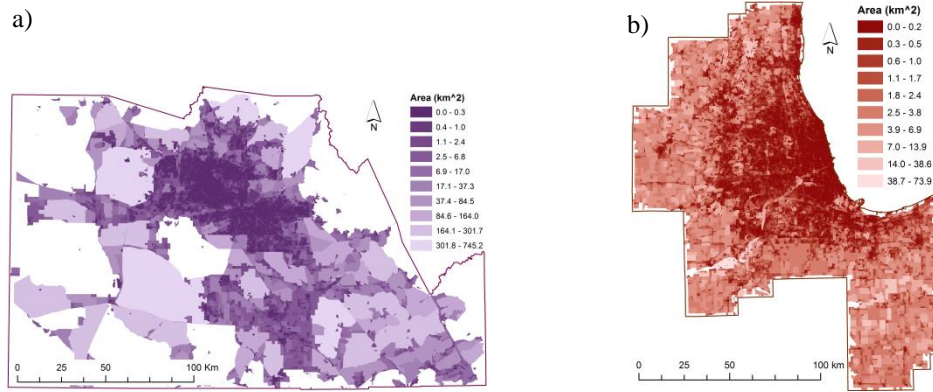 a)
N
Area (km^2)
0.0 - 0.3
0.4 - 1.0
1.1 - 2.4
2.5 - 6.8
6.9 - 17.0
17.1 - 37.3
37.4 - 84.5
84.6 - 164.0
164.1 - 301.7
301.8 - 745.2
0 25 50 100 Km
b)
N
Area (km^2)
0.0 - 0.2
0.3 - 0.5
0.6 - 1.0
1.1 - 1.7
1.8 - 2.4
2.5 - 3.8
3.9 - 6.9
7.0 - 13.9
14.0 - 38.6
38.7 - 73.9
0 25 50 100 km